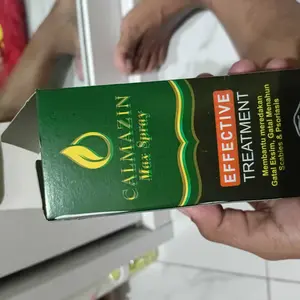 CALMAZIN
Max Spray
EFFECTIVE
TREATMENT
Membantu meredakan
Gatal Eksim, Gatal Menahun
Scabies & Psoriasis